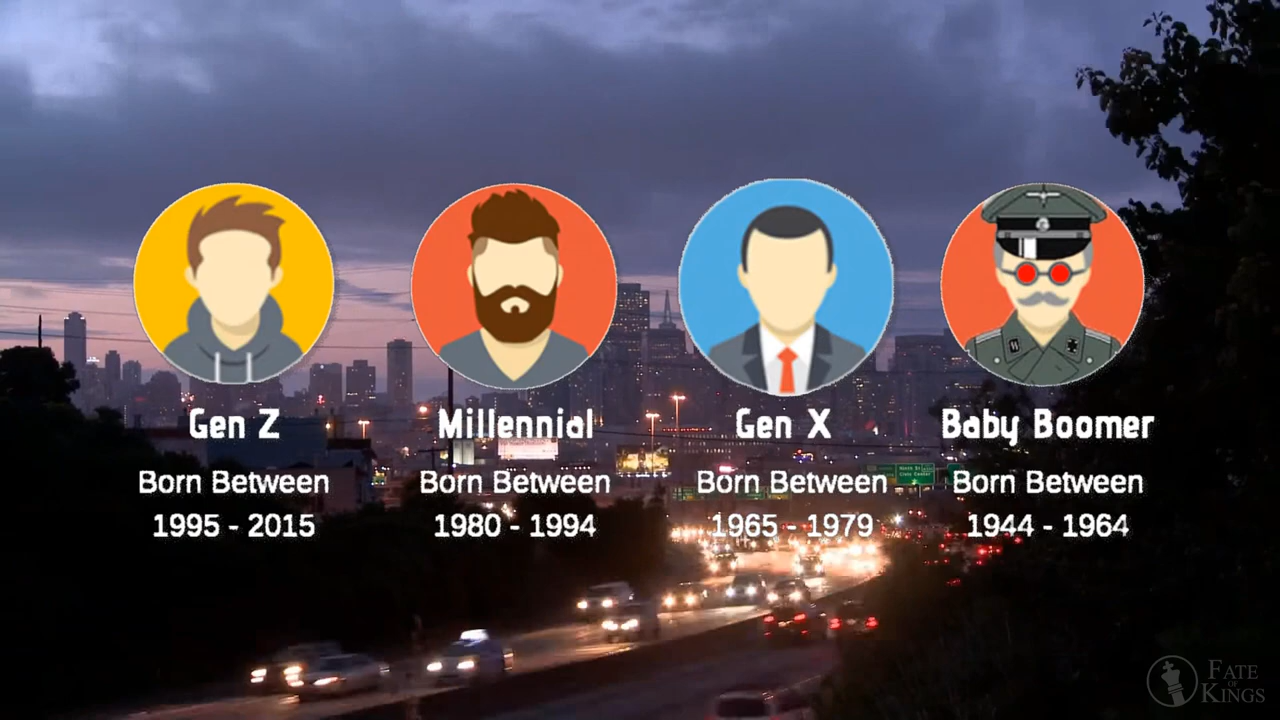 Gen Z
Born Between
1995 - 2015
Millennial
Born Between
1980 - 1994
Gen X
Born Between
1965 - 1979
Baby Boomer
Born Between
1944 - 1964
FATE
OF
KINGS